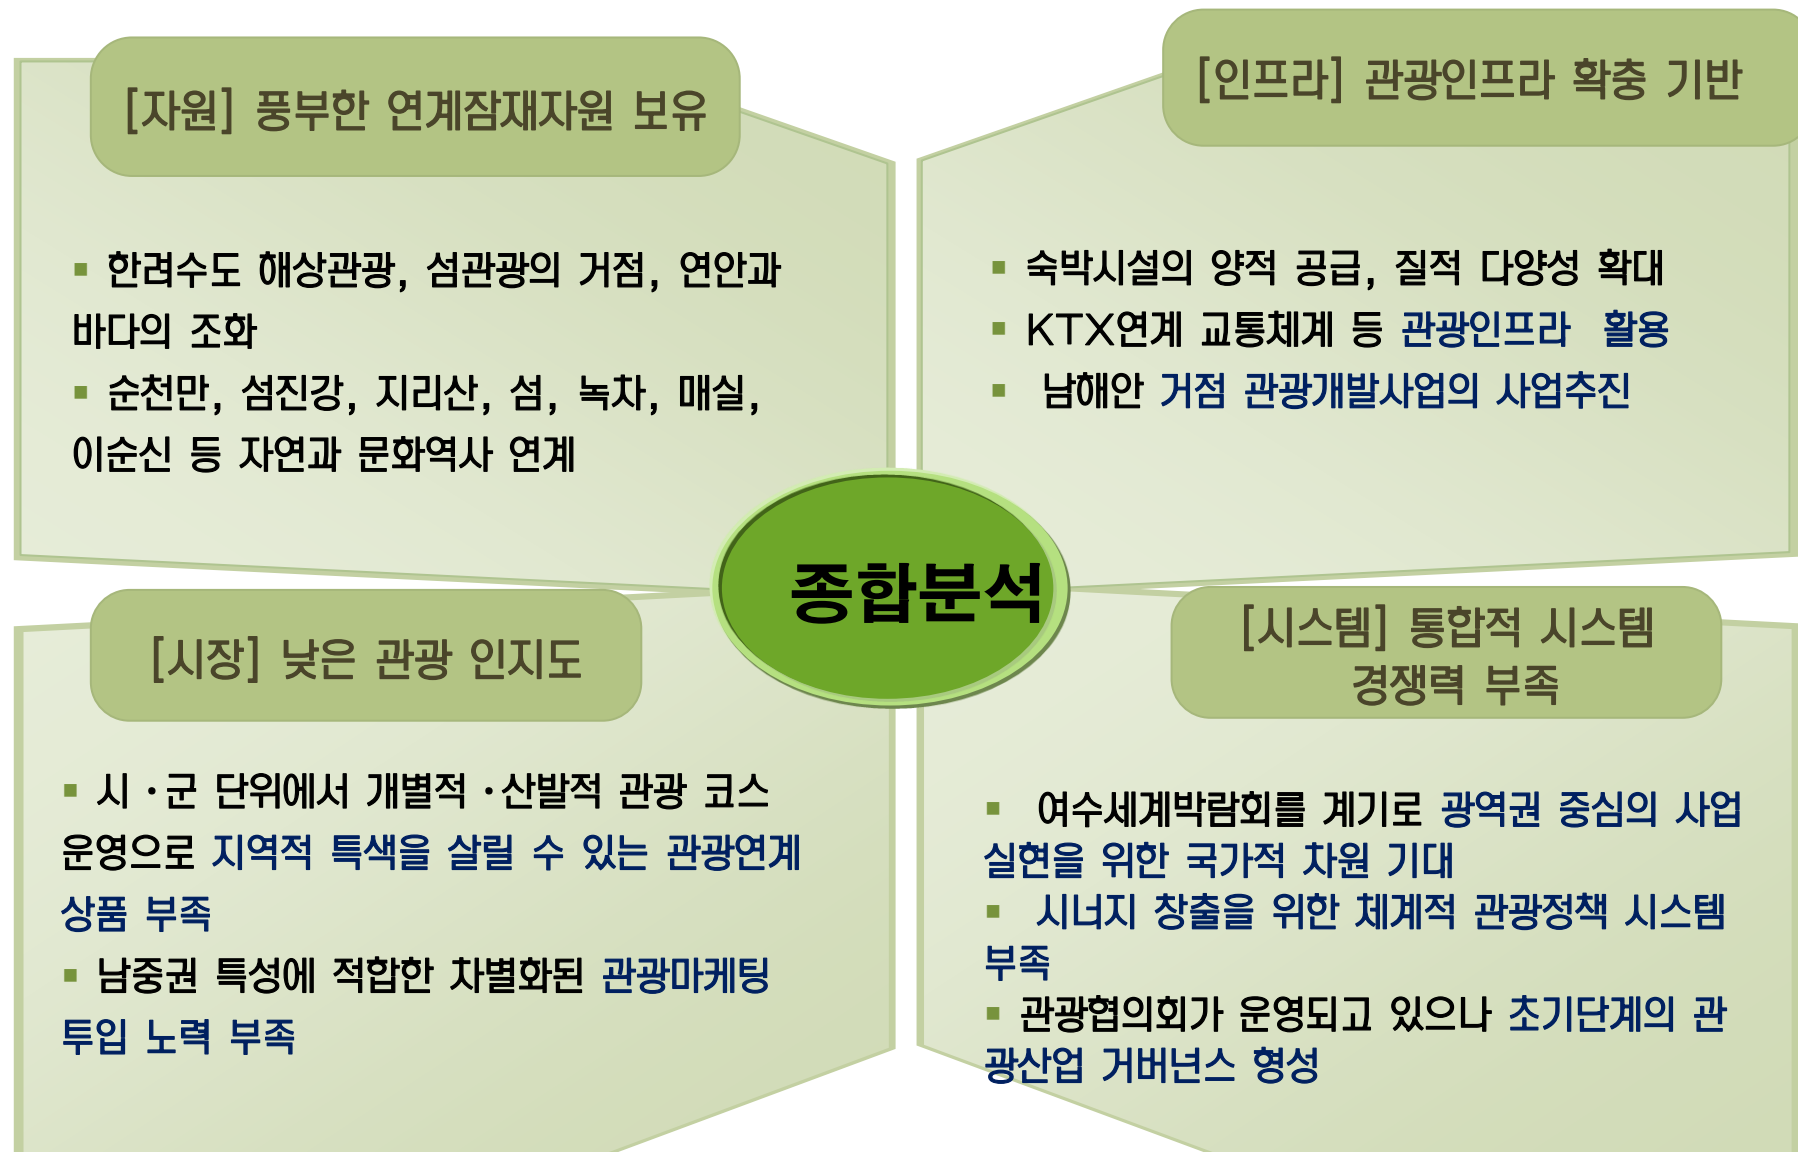 [자원] 풍부한 연계잠재자원 보유
▪ 한려수도 해상관광, 섬관광의 거점, 연안과
바다의 조화
▪ 순천만, 섬진강, 지리산, 섬, 녹차, 매실,
이순신 등 자연과 문화역사 연계
[인프라] 관광인프라 확충 기반
▪ 숙박시설의 양적 공급, 질적 다양성 확대
▪ KTX연계 교통체계 등 관광인프라 활용
▪ 남해안 거점 관광개발사업의 사업추진
종합분석
[시장] 낮은 관광 인지도
▪ 시·군 단위에서 개별적·산발적 관광 코스
운영으로 지역적 특색을 살릴 수 있는 관광연계
상품 부족
▪ 남중권 특성에 적합한 차별화된 관광마케팅
투입 노력 부족
[시스템] 통합적 시스템
경쟁력 부족
▪ 여수세계박람회를 계기로 광역권 중심의 사업
실현을 위한 국가적 차원 기대
▪ 시너지 창출을 위한 체계적 관광정책 시스템
부족
▪ 관광협의회가 운영되고 있으나 초기단계의 관
광산업 거버넌스 형성